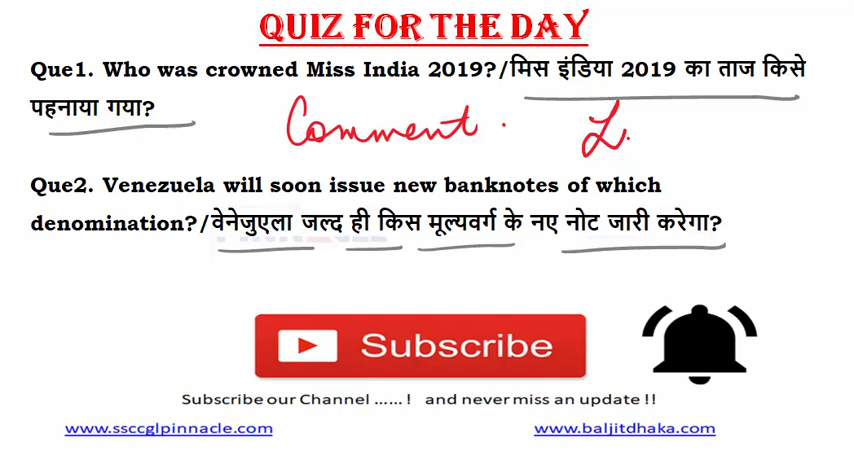 QUIZ FOR THE DAY
Que1. Who was crowned Miss India 2019?/मिस इंडिया 2019 का ताज किसे
पहनाया गया?
Comment.
Que2. Venezuela will soon issue new banknotes of which
denomination?/वेनेजुएला जल्द ही किस मूल्यवर्ग के नए नोट जारी करेगा?
Subscribe
Subscribe our Channel ……! and never miss an update !!
www.ssccglpinnacle.com www.baljitdhaka.com